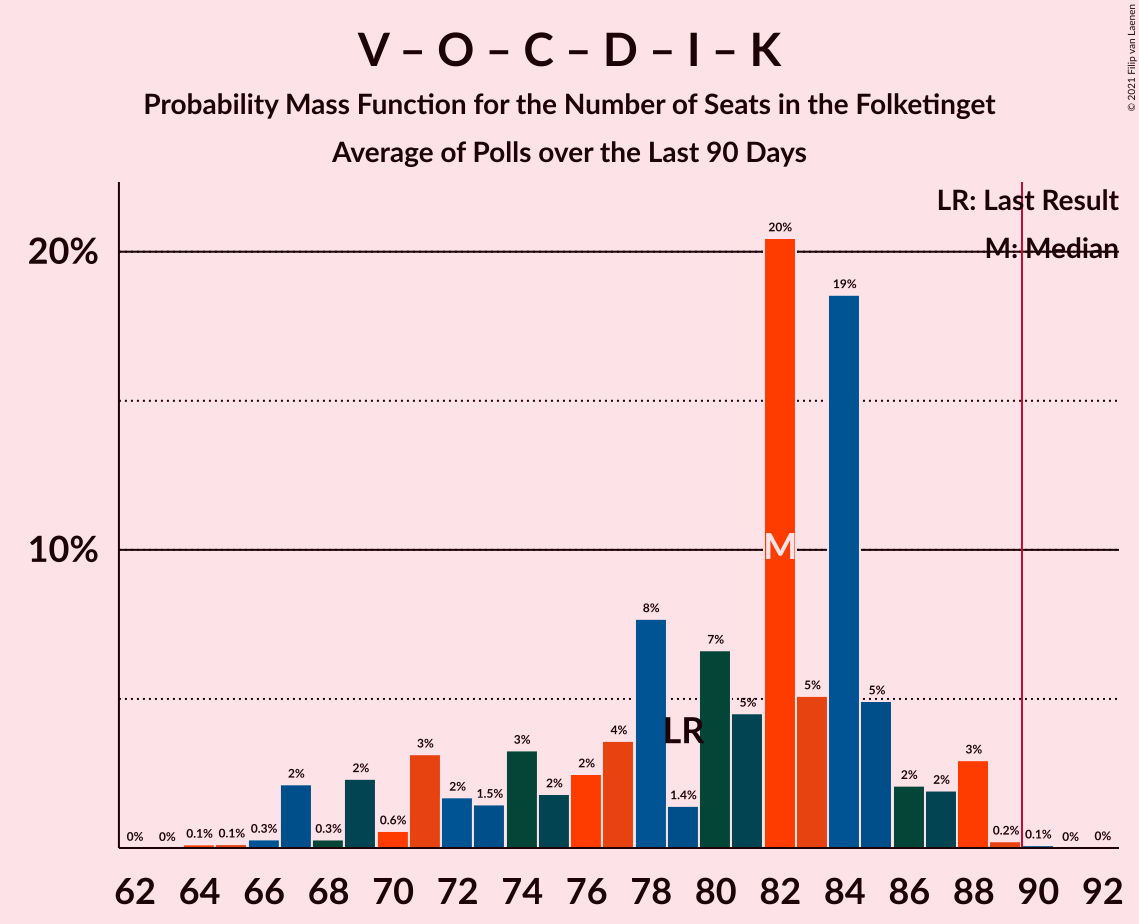 V – O – C – D – I – K
Probability Mass Function for the Number of Seats in the Folketinget
Average of Polls over the Last 90 Days
© 2021 Filip van Laenen
LR: Last Result
M: Median
20%
10%
0% 0% 0.1% 0.1% 0.3% 2% 0.3% 2% 0.6% 3% 2% 1.5% 3% 2% 2% 4% 8% 1.4% 7% 5% 20% 5% 19% 5% 2% 2% 3% 0.2% 0.1% 0% 0%
M
LR
62 64 66 68 70 72 74 76 78 80 82 84 86 88 90 92